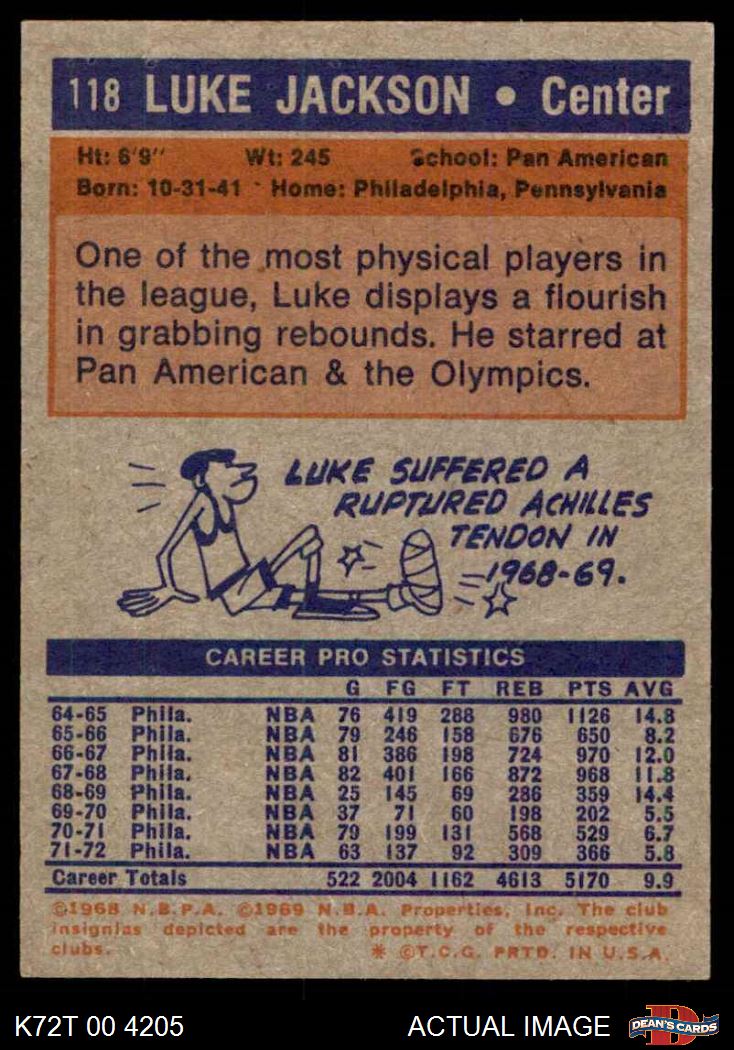 118 LUKE JACKSON • Center
Ht: 6'9'' Wt: 245 School: Pan American
Born: 10-31-41 Home: Philadelphia, Pennsylvania
One of the most physical players in
the league, Luke displays a flourish
in grabbing rebounds. He starred at
Pan American & the Olympics.
LUKE SUFFERED A
RUPTURED ACHILLES
TENDON IN
1968-69.
CAREER PRO STATISTICS
G FG FT REB PTS AVG
64-65 Phila. NBA 76 419 288 980 1126 14.8
65-66 Phila. NBA 79 246 158 676 650 8.2
66-67 Phila. NBA 81 386 198 724 970 12.0
67-68 Phila. NBA 82 401 166 872 968 11.8
68-69 Phila. NBA 25 145 69 286 359 14.4
69-70 Phila. NBA 37 71 60 198 202 5.5
70-71 Phila. NBA 79 199 131 568 529 6.7
71-72 Phila. NBA 63 137 92 309 366 5.8
Career Totals 522 2004 1162 4613 5170 9.9
©1968 N.B.P.A. ©1969 N.B.A. Properties, Inc. The club
insignias depicted are the property of the respective
clubs. * ©T.C.G. PRTD. IN U.S.A.
K72T 00 4205 ACTUAL IMAGE
DEAN'S CARDS